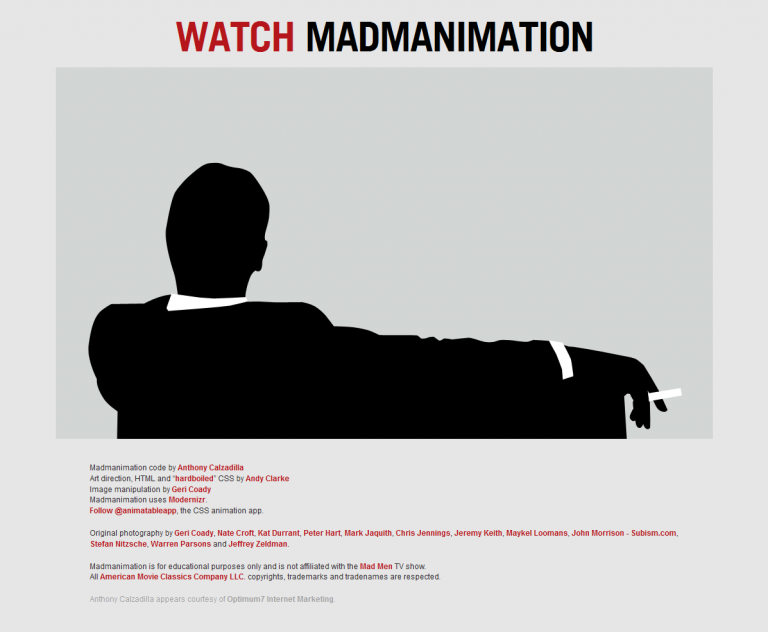 WATCH MADMANIMATION
Madmanimation code by Anthony Calzadilla
Art direction, HTML and “hardboiled” CSS by Andy Clarke
Image manipulation by Geri Coady
Madmanimation uses Modernizr.
Follow @animatableapp, the CSS animation app.
Original photography by Geri Coady, Nate Croft, Kat Durrant, Peter Hart, Mark Jaquith, Chris Jennings, Jeremy Keith, Maykel Loomans, John Morrison - Subism.com,
Stefan Nitzsche, Warren Parsons and Jeffrey Zeldman.
Madmanimation is for educational purposes only and is not affiliated with the Mad Men TV show.
All American Movie Classics Company LLC. copyrights, trademarks and tradenames are respected.
Anthony Calzadilla appears courtesy of Optimum7 Internet Marketing.